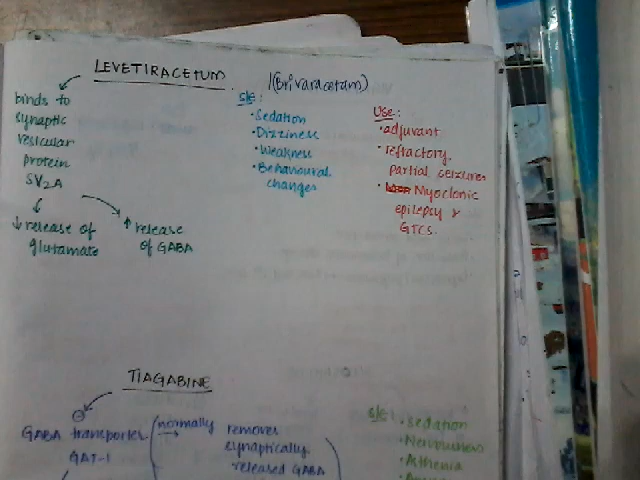 LEVETIRACETUM /(Brivaracetam)
binds to
synaptic
vesicular
protein
SV2A
↓ release of
glutamate
↑ release
of GABA
S/E:
• Sedation
• Dizziness
• Weakness
• Behavioural
changes
Use:
• adjuvant
• refractory
partial seizures
• Myoclonic
epilepsy &
GTCS.
TIAGABINE
⊖
GABA transporter
GAT-1
normally →
removes
synaptically
released GABA
S/E:
• Sedation
• Nervousness
• Asthenia